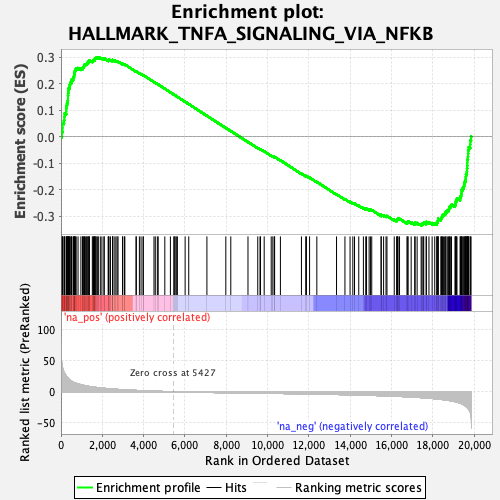 Enrichment plot:
HALLMARK_TNFA_SIGNALING_VIA_NFKB
Enrichment score (ES)
0.3
0.2
0.1
0.0
-0.1
-0.2
-0.3
'na_pos' (positively correlated)
Ranked list metric (PreRanked)
100
50
0
-50
Zero cross at 5427
'na_neg' (negatively correlated)
0
2,000
4,000
6,000
8,000
10,000
12,000
14,000
16,000
18,000
20,000
Rank in Ordered Dataset
Enrichment profile
Hits
Ranking metric scores